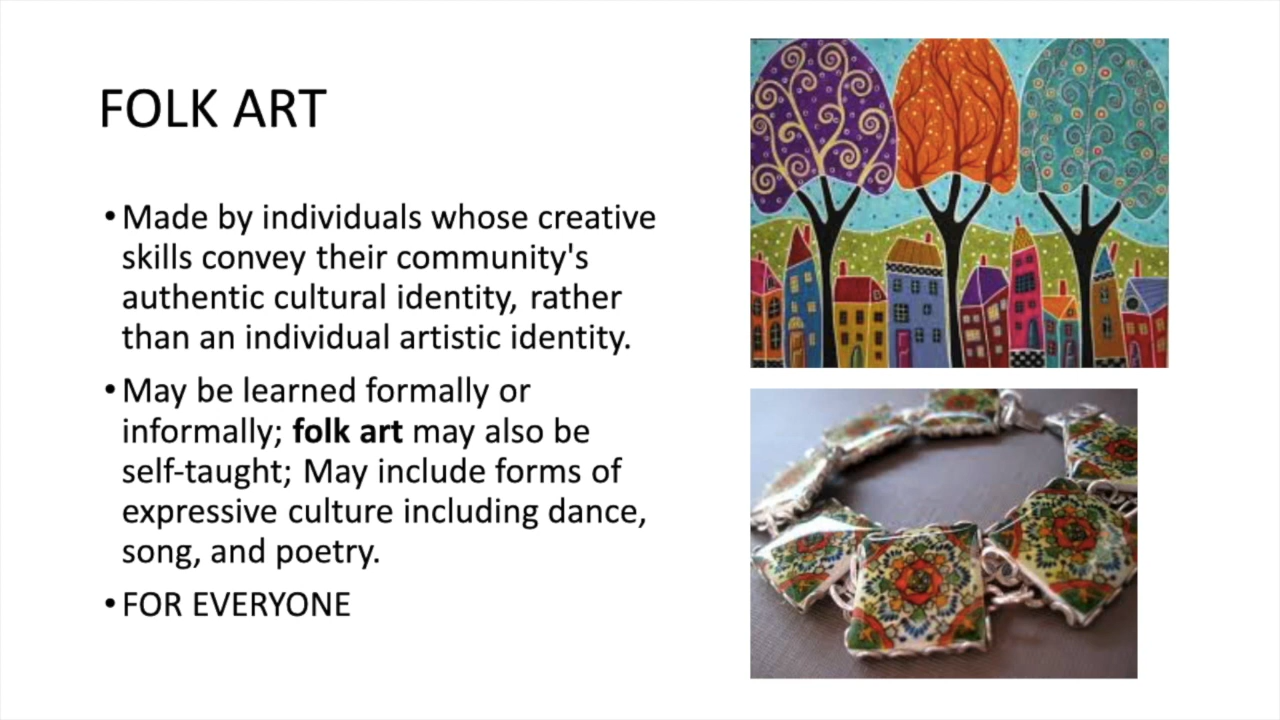 FOLK ART
• Made by individuals whose creative
skills convey their community's
authentic cultural identity, rather
than an individual artistic identity.
• May be learned formally or
informally; folk art may also be
self-taught; May include forms of
expressive culture including dance,
song, and poetry.
• FOR EVERYONE